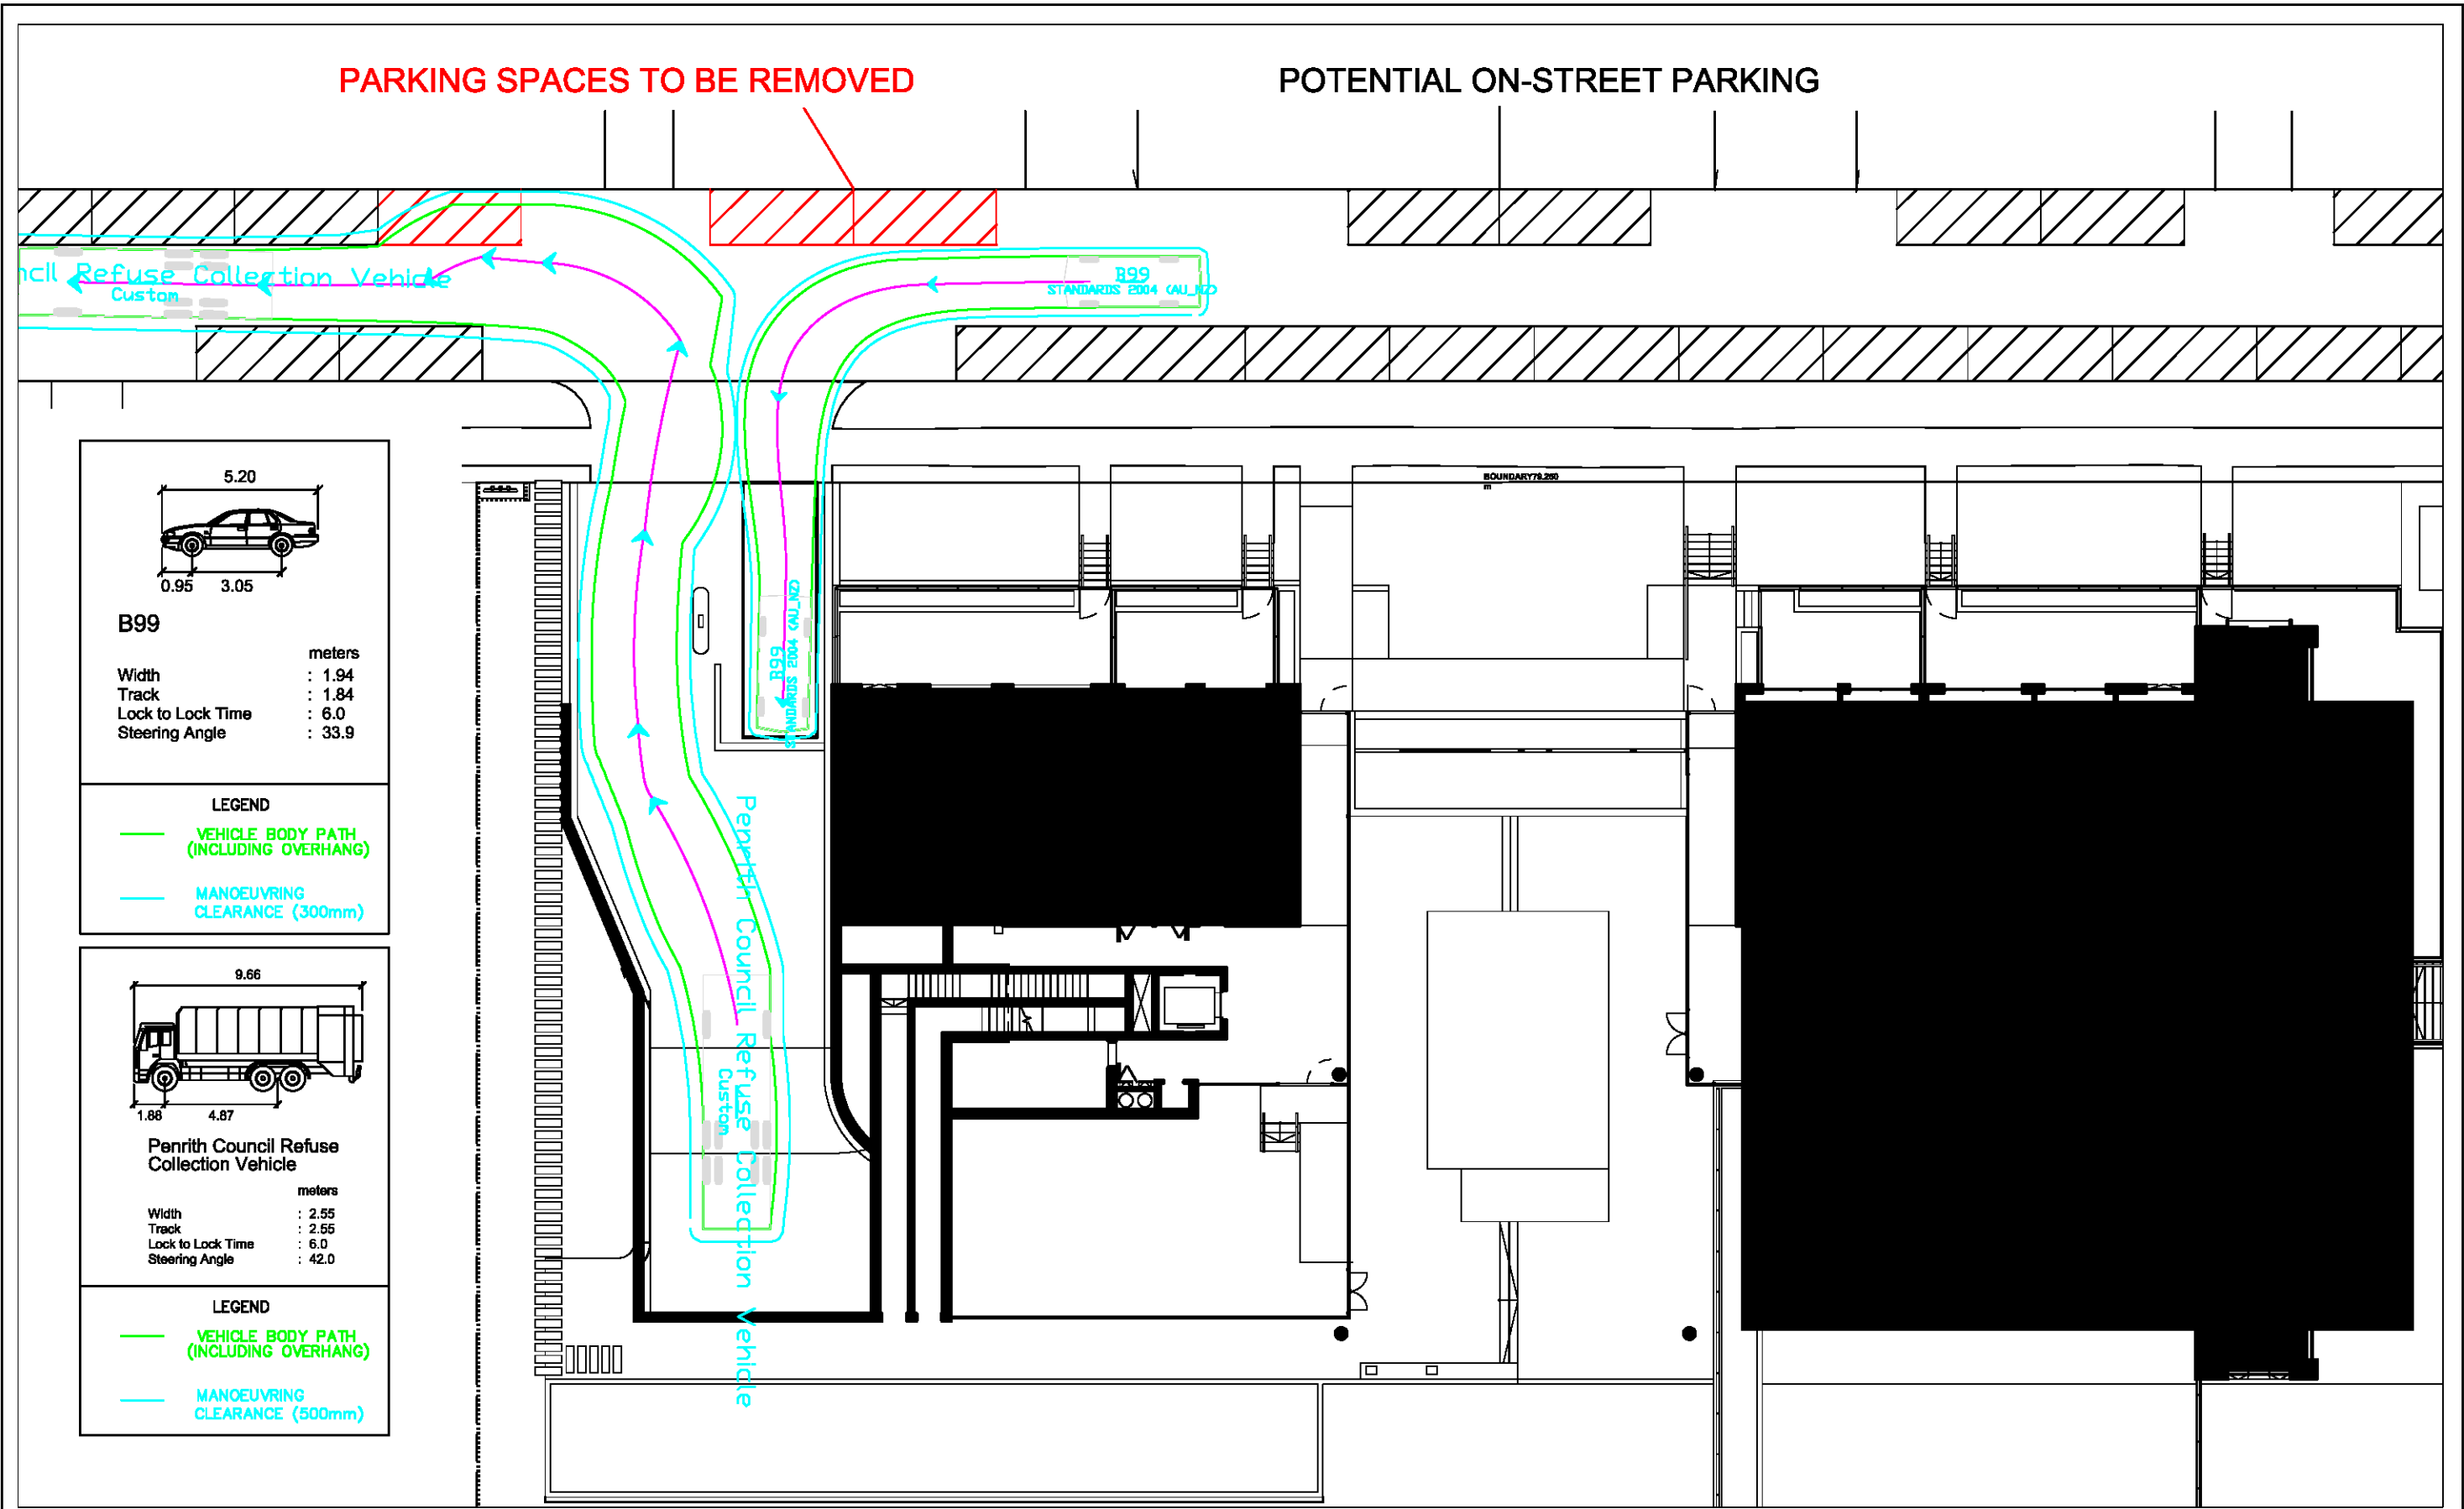 PARKING SPACES TO BE REMOVED
POTENTIAL ON-STREET PARKING
ncil Refuse Collection Vehicle
Custom
B99
STANDARDS 2004 (AU_NZ)
BOUNDARY
m
5.20
0.95 3.05
B99
meters
Width : 1.94
Track : 1.84
Lock to Lock Time : 6.0
Steering Angle : 33.9
LEGEND
VEHICLE BODY PATH
(INCLUDING OVERHANG)
MANOEUVRING
CLEARANCE (300mm)
9.66
1.88 4.87
Penrith Council Refuse
Collection Vehicle
meters
Width : 2.55
Track : 2.55
Lock to Lock Time : 6.0
Steering Angle : 42.0
LEGEND
VEHICLE BODY PATH
(INCLUDING OVERHANG)
MANOEUVRING
CLEARANCE (500mm)
B99
STANDARDS 2004 (AU_NZ)
Penrith Council Refuse Collection Vehicle
Custom